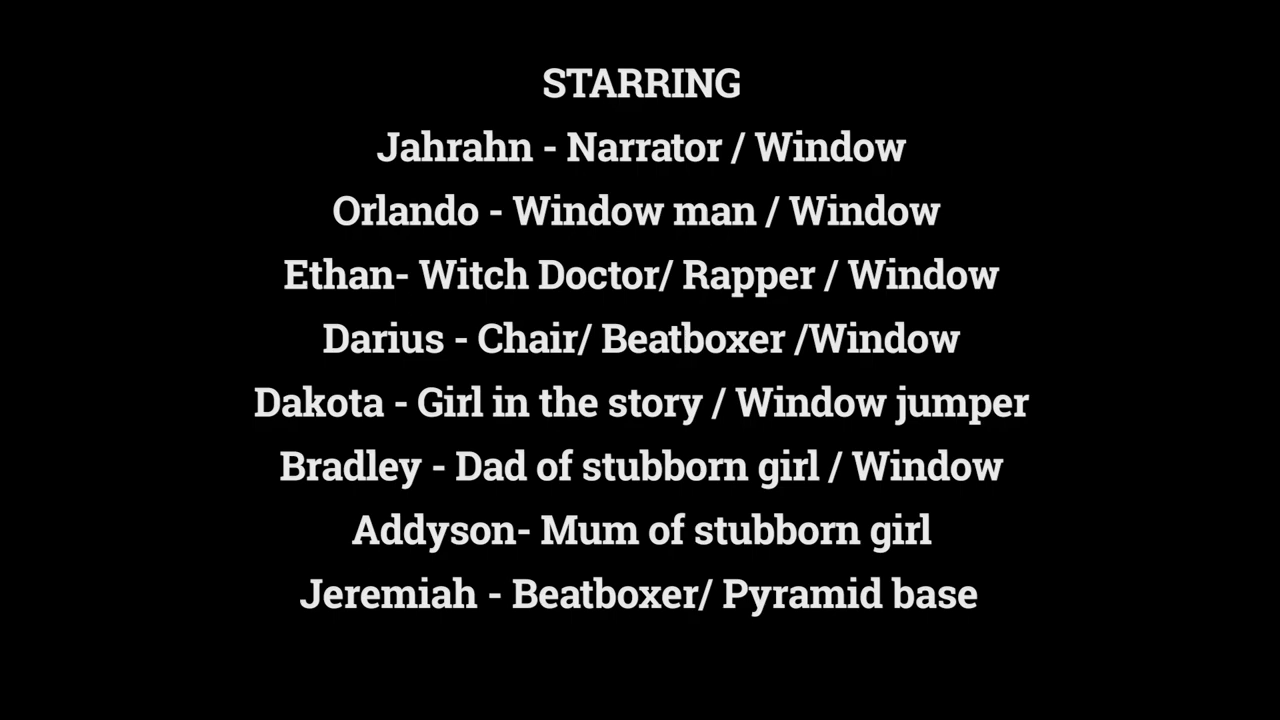 STARRING
Jahrahn - Narrator / Window
Orlando - Window man / Window
Ethan- Witch Doctor/ Rapper / Window
Darius - Chair/ Beatboxer /Window
Dakota - Girl in the story / Window jumper
Bradley - Dad of stubborn girl / Window
Addyson- Mum of stubborn girl
Jeremiah - Beatboxer/ Pyramid base